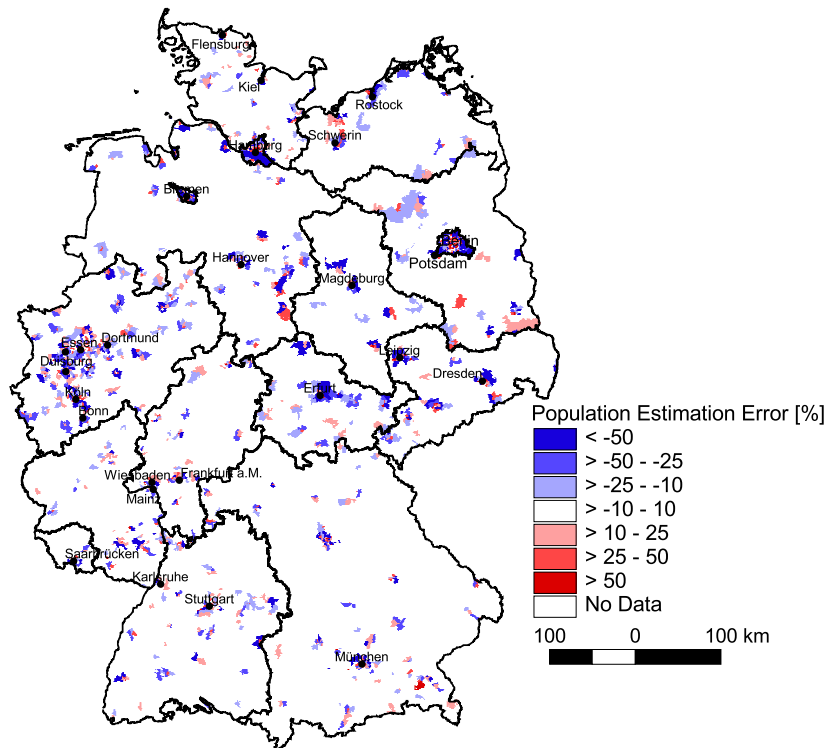 Flensburg
Kiel
Rostock
Schwerin
Hamburg
Bremen
Berlin
Hannover
Potsdam
Magdeburg
Dortmund
Essen
Duisburg
Leipzig
Dresden
Erfurt
Köln
Bonn
Population Estimation Error [%]
< -50
> -50 - -25
> -25 - -10
> -10 - 10
> 10 - 25
> 25 - 50
> 50
No Data
100 0 100 km
Wiesbaden
Frankfurt a.M.
Mainz
Saarbrücken
Karlsruhe
Stuttgart
München